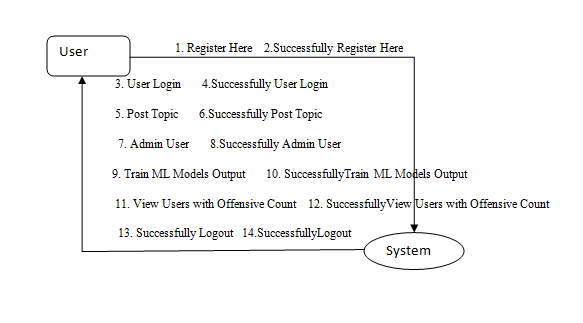 User
1. Register Here 2.Successfully Register Here
3. User Login 4.Successfully User Login
5. Post Topic 6.Successfully Post Topic
7. Admin User 8.Successfully Admin User
9. Train ML Models Output 10. SuccessfullyTrain ML Models Output
11. View Users with Offensive Count 12. SuccessfullyView Users with Offensive Count
13. Successfully Logout 14.SuccessfullyLogout
System